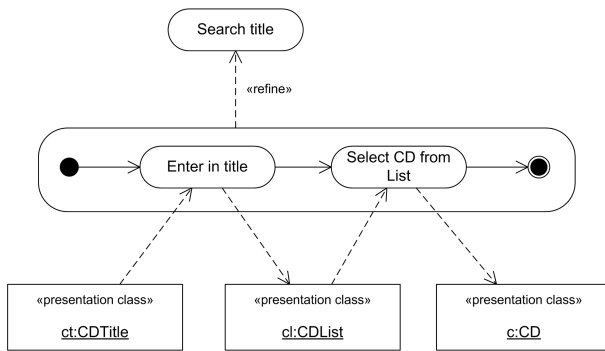 Search title
«refine»
Enter in title
Select CD from
List
«presentation class»
ct:CDTitle
«presentation class»
cl:CDList
«presentation class»
c:CD